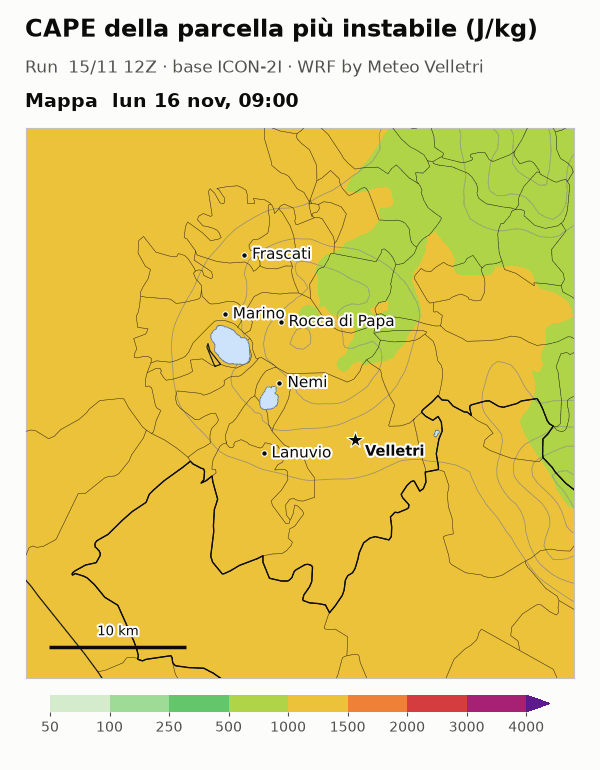 CAPE della parcella più instabile (J/kg)
Run  15/11 12Z · base ICON-2I · WRF by Meteo Velletri
Mappa  lun 16 nov, 09:00
Frascati
Marino
Rocca di Papa
Nemi
Velletri
Lanuvio
10 km
50 100 250 500 1000 1500 2000 3000 4000